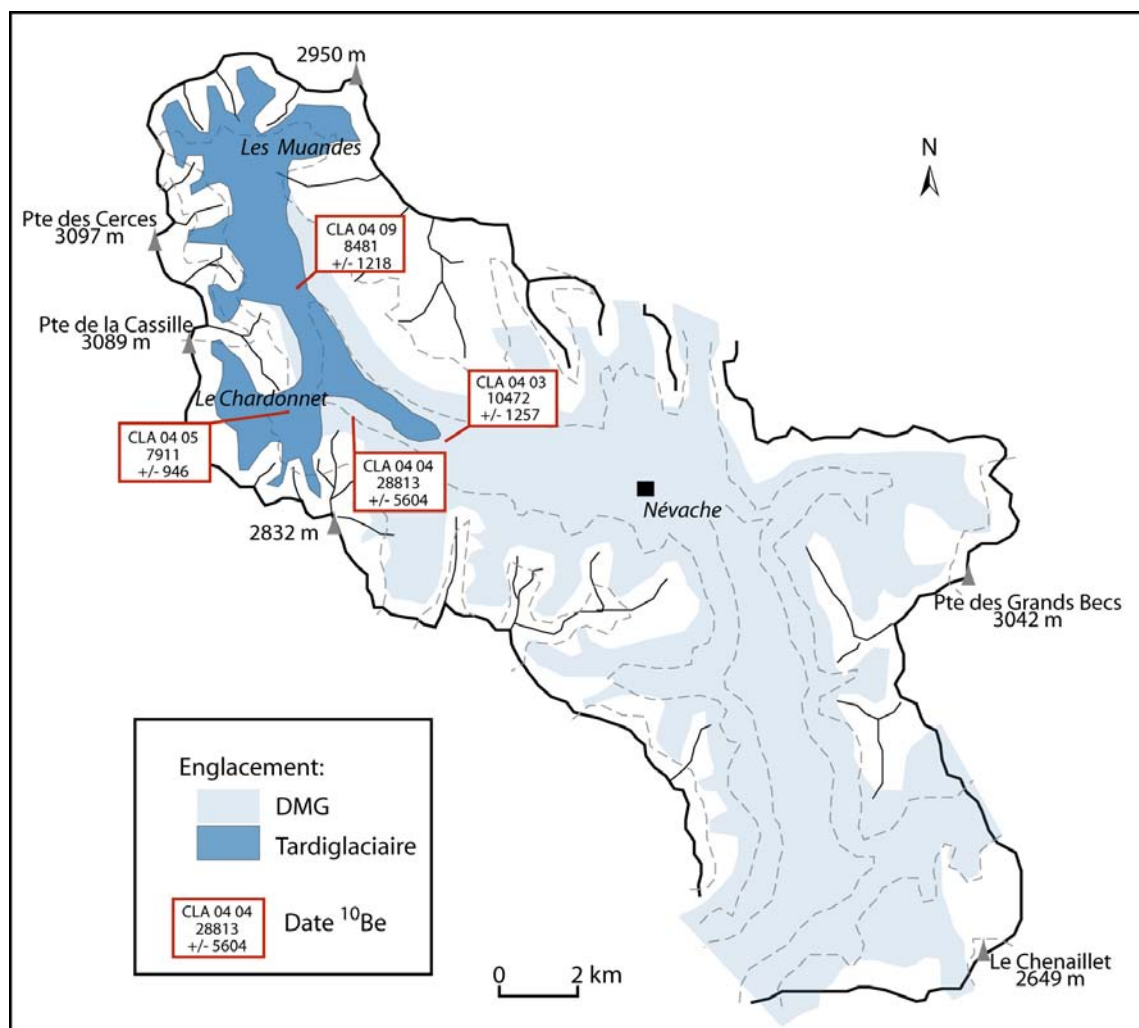 2950 m
N
Les Muandes
Pte des Cerces
3097 m
CLA 04 09
8481
+/- 1218
Pte de la Cassille
3089 m
CLA 04 03
10472
+/- 1257
Le Chardonnet
CLA 04 05
7911
+/- 946
CLA 04 04
28813
+/- 5604
Névache
2832 m
Pte des Grands Becs
3042 m
Englacement:
DMG
Tardiglaciaire
CLA 04 04
28813
+/- 5604
Date ¹⁰Be
0 2 km
Le Chenaillet
2649 m